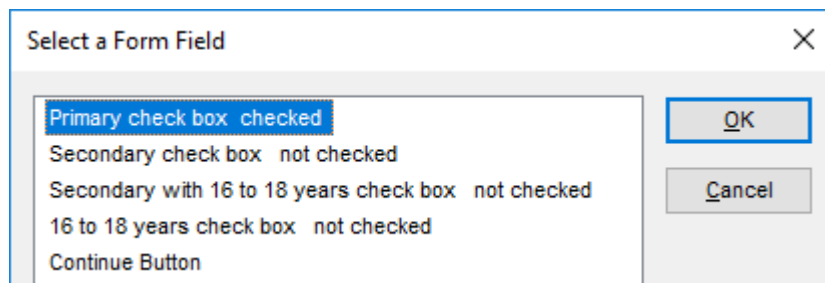 Select a Form Field
Primary check box checked
OK
Secondary check box not checked
Secondary with 16 to 18 years check box not checked
Cancel
16 to 18 years check box not checked
Continue Button